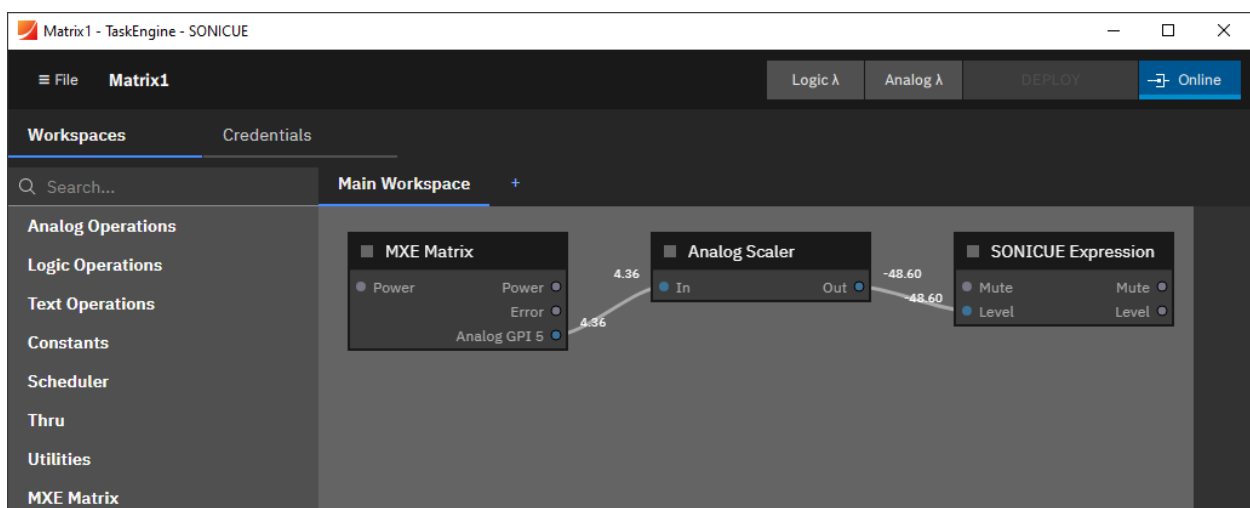 Matrix1 - TaskEngine - SONICUE
File Matrix1 Logic λ Analog λ DEPLOY Online
Workspaces Credentials
Search... Main Workspace +
Analog Operations
Logic Operations
Text Operations
Constants
Scheduler
Thru
Utilities
MXE Matrix
MXE Matrix
Power Power
Error
Analog GPI 5
4.36
4.36
Analog Scaler
In Out
-48.60
-48.60
SONICUE Expression
Mute Mute
Level Level